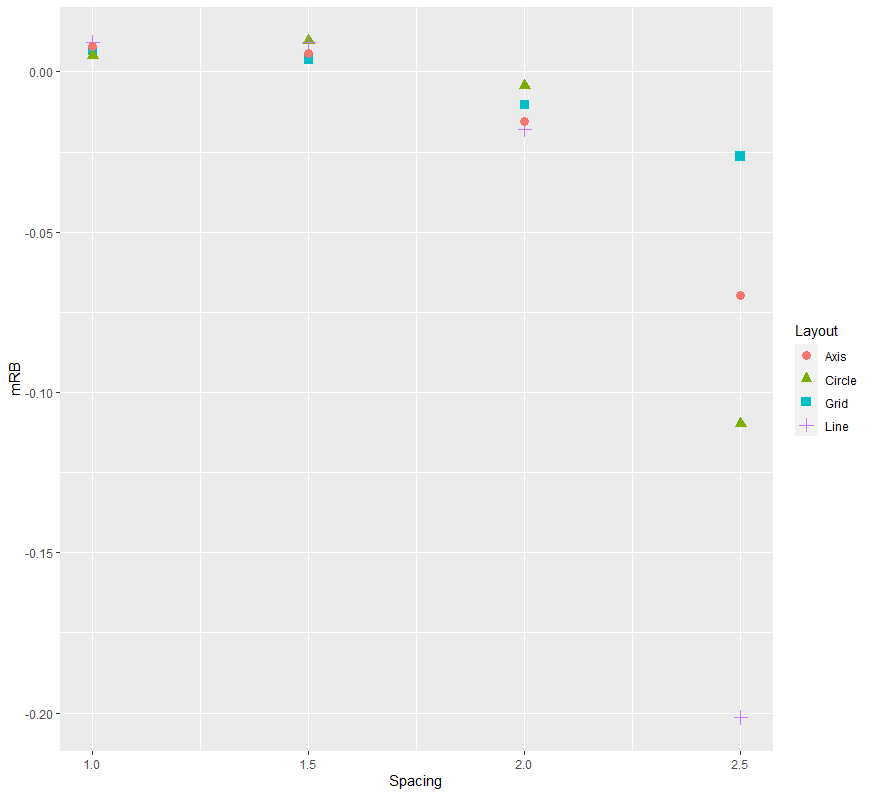 mRB
0.00
-0.05
-0.10
-0.15
-0.20
1.0
1.5
2.0
2.5
Spacing
Layout
Axis
Circle
Grid
Line